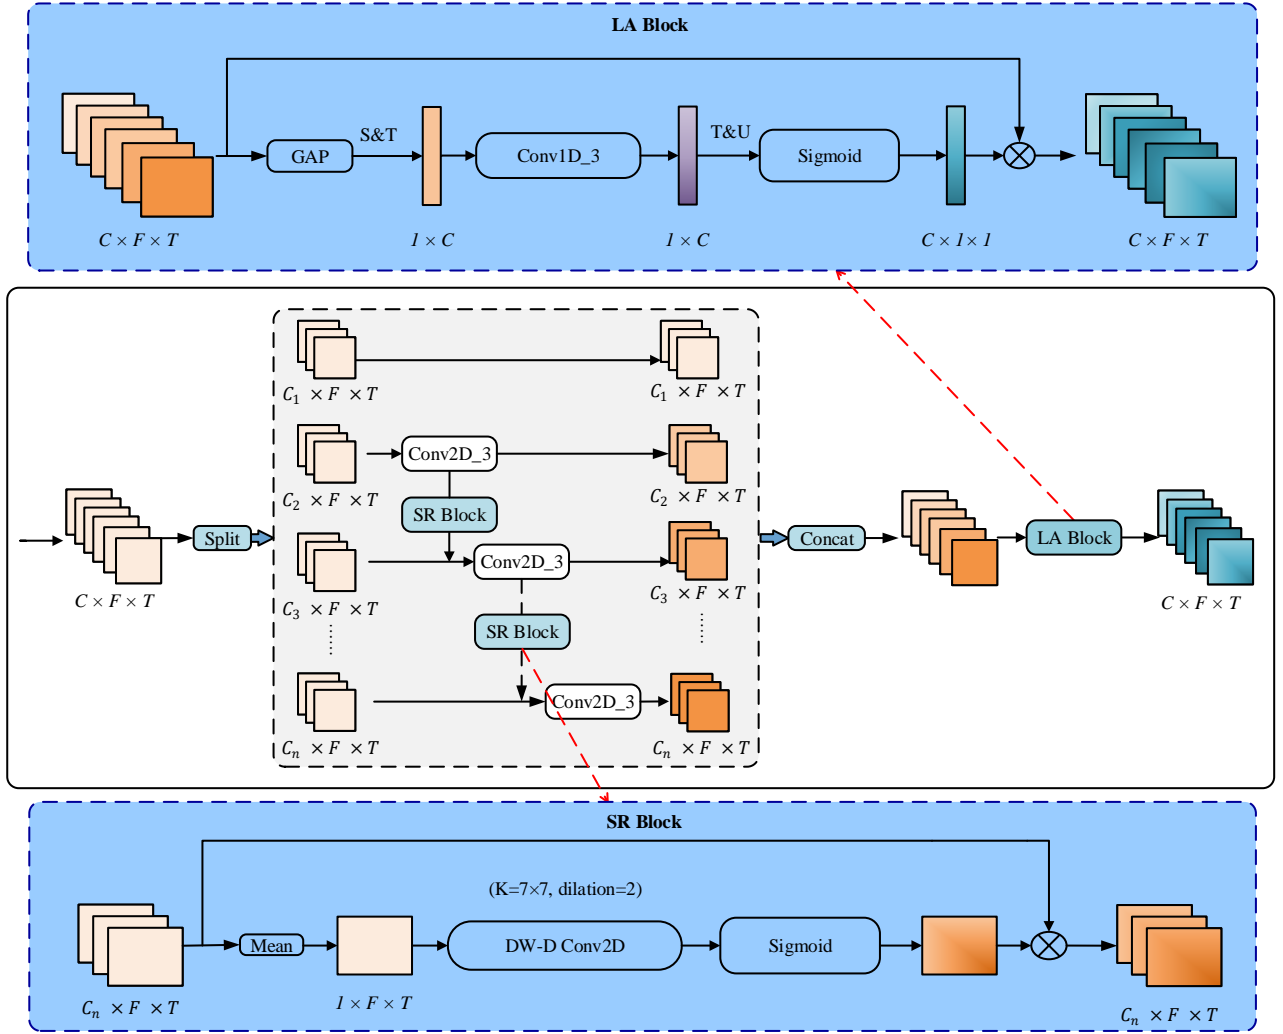 LA Block
S&T
T&U
GAP
Conv1D_3
Sigmoid
C × F × T
1 × C
1 × C
C × 1 × 1
C × F × T
C₁ × F × T
C₁ × F × T
Conv2D_3
C₂ × F × T
C₂ × F × T
SR Block
Split
Concat
LA Block
Conv2D_3
C × F × T
C₃ × F × T
C₃ × F × T
C × F × T
SR Block
Conv2D_3
Cₙ × F × T
Cₙ × F × T
SR Block
(K=7×7, dilation=2)
Mean
DW-D Conv2D
Sigmoid
Cₙ × F × T
1 × F × T
Cₙ × F × T